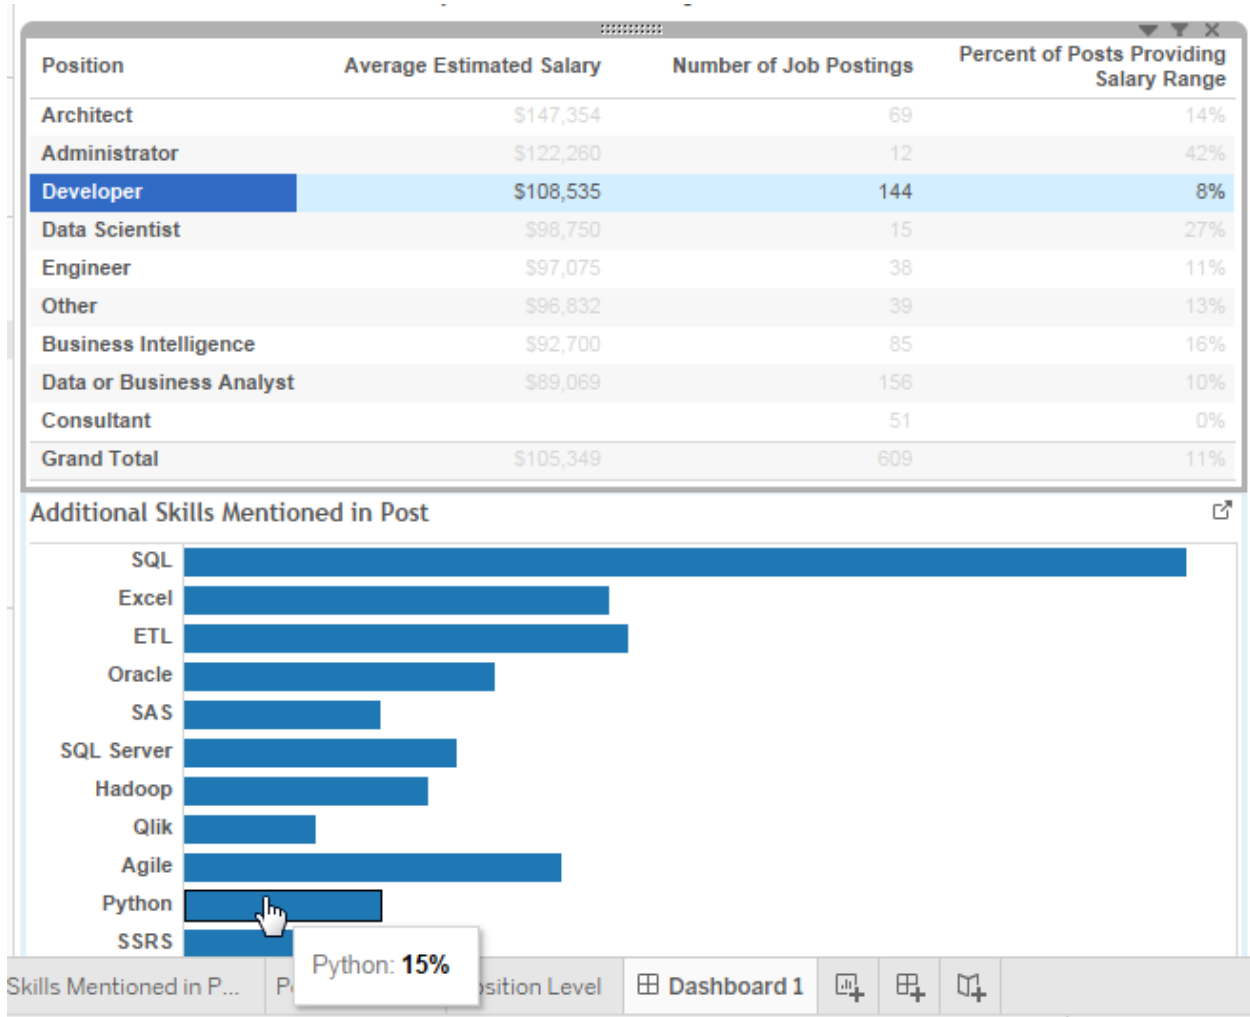 Position Average Estimated Salary Number of Job Postings Percent of Posts Providing
Salary Range
Architect $147,354 69 14%
Administrator $122,260 12 42%
Developer $108,535 144 8%
Data Scientist $98,750 15 27%
Engineer $97,075 38 11%
Other $96,832 39 13%
Business Intelligence $92,700 85 16%
Data or Business Analyst $89,069 156 10%
Consultant 51 0%
Grand Total $105,349 609 11%
Additional Skills Mentioned in Post
SQL
Excel
ETL
Oracle
SAS
SQL Server
Hadoop
Qlik
Agile
Python
SSRS
Python: 15%
Skills Mentioned in P... Position Level Dashboard 1